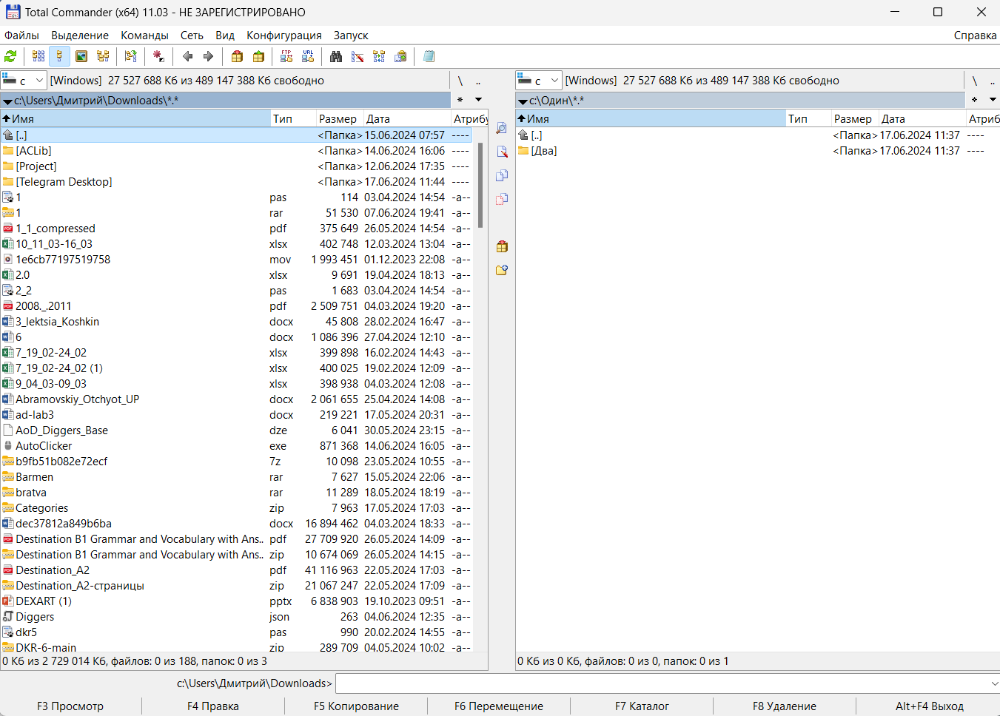 Total Commander (x64) 11.03 - НЕ ЗАРЕГИСТРИРОВАНО
Файлы Выделение Команды Сеть Вид Конфигурация Запуск Справка
FTP URL
c [Windows] 27 527 688 Кб из 489 147 388 Кб свободно \ ..
c:\Users\Дмитрий\Downloads\*.* *
Имя Тип Размер Дата Атрибу
[..] <Папка> 15.06.2024 07:57 ----
[ACLib] <Папка> 14.06.2024 16:06 ----
[Project] <Папка> 12.06.2024 17:35 ----
[Telegram Desktop] <Папка> 17.06.2024 11:44 ----
1 pas 114 03.04.2024 14:54 -a--
1 rar 51 530 07.06.2024 19:41 -a--
1_1_compressed pdf 375 649 26.05.2024 14:54 -a--
10_11_03-16_03 xlsx 402 748 12.03.2024 13:04 -a--
1e6cb77197519758 mov 1 993 451 01.12.2023 22:08 -a--
2.0 xlsx 9 691 19.04.2024 18:13 -a--
2_2 pas 1 683 03.04.2024 14:54 -a--
2008._.2011 pdf 2 509 751 04.03.2024 19:20 -a--
3_lektsia_Koshkin docx 45 808 28.02.2024 16:47 -a--
6 docx 1 086 396 27.04.2024 12:10 -a--
7_19_02-24_02 xlsx 399 898 16.02.2024 14:43 -a--
7_19_02-24_02 (1) xlsx 400 025 19.02.2024 12:09 -a--
9_04_03-09_03 xlsx 398 938 04.03.2024 12:08 -a--
Abramovskiy_Otchyot_UP docx 2 061 655 25.04.2024 14:08 -a--
ad-lab3 docx 219 221 17.05.2024 20:31 -a--
AoD_Diggers_Base dze 6 041 30.05.2024 23:15 -a--
AutoClicker exe 871 368 14.06.2024 16:05 -a--
b9fb51b082e72ecf 7z 10 098 23.05.2024 10:55 -a--
Barmen rar 7 627 15.05.2024 22:06 -a--
bratva rar 11 289 18.05.2024 18:19 -a--
Categories zip 7 963 17.05.2024 17:03 -a--
dec37812a849b6ba docx 16 894 462 04.03.2024 18:33 -a--
Destination B1 Grammar and Vocabulary with Ans.. pdf 27 709 920 26.05.2024 14:09 -a--
Destination B1 Grammar and Vocabulary with Ans.. zip 10 674 069 26.05.2024 14:15 -a--
Destination_A2 pdf 41 116 963 22.05.2024 17:03 -a--
Destination_A2-страницы zip 21 067 247 22.05.2024 17:09 -a--
DEXART (1) pptx 6 838 903 19.10.2023 09:51 -a--
Diggers json 263 04.06.2024 12:35 -a--
dkr5 pas 990 20.02.2024 14:55 -a--
DKR-6-main zip 289 709 04.05.2024 10:02 -a--
0 Кб из 2 729 014 Кб, файлов: 0 из 188, папок: 0 из 3
c [Windows] 27 527 688 Кб из 489 147 388 Кб свободно \ ..
c:\Один\*.* *
Имя Тип Размер Дата Атриб
[..] <Папка> 17.06.2024 11:37 ----
[Два] <Папка> 17.06.2024 11:37 ----
0 Кб из 0 Кб, файлов: 0 из 0, папок: 0 из 1
c:\Users\Дмитрий\Downloads>
F3 Просмотр F4 Правка F5 Копирование F6 Перемещение F7 Каталог F8 Удаление Alt+F4 Выход